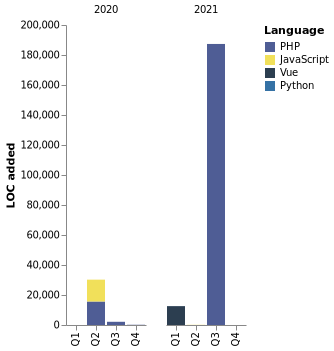 2020
2021
Language
PHP
JavaScript
Vue
Python
LOC added
200,000
180,000
160,000
140,000
120,000
100,000
80,000
60,000
40,000
20,000
0
Q1
Q2
Q3
Q4
Q1
Q2
Q3
Q4